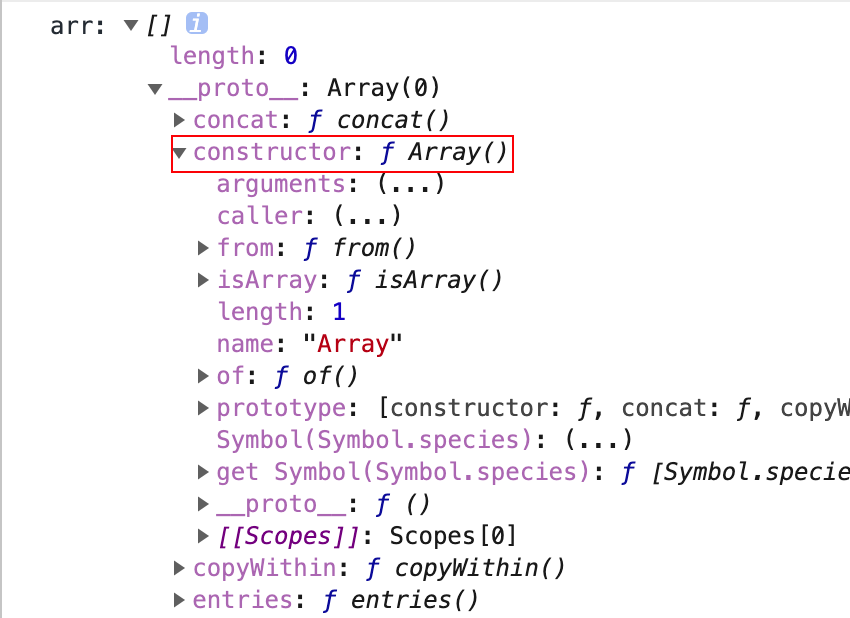 arr: ▼[] i
length: 0
▼__proto__: Array(0)
▶concat: ƒ concat()
▼constructor: ƒ Array()
arguments: (...)
caller: (...)
▶from: ƒ from()
▶isArray: ƒ isArray()
length: 1
name: "Array"
▶of: ƒ of()
▶prototype: [constructor: ƒ, concat: ƒ, copyW
Symbol(Symbol.species): (...)
▶get Symbol(Symbol.species): ƒ [Symbol.specie
▶__proto__: ƒ ()
▶[[Scopes]]: Scopes[0]
▶copyWithin: ƒ copyWithin()
▶entries: ƒ entries()